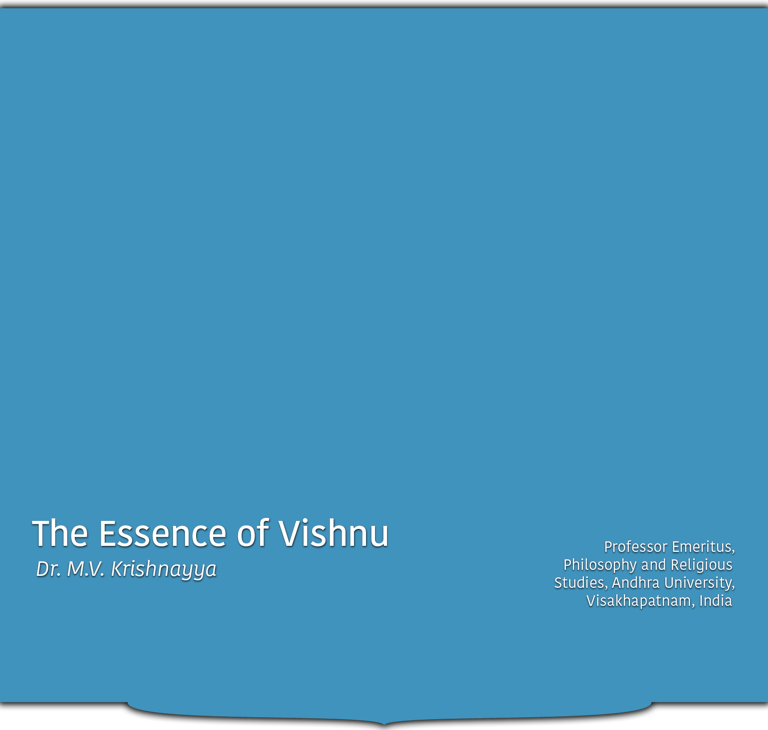 The Essence of Vishnu
Dr. M.V. Krishnayya
Professor Emeritus,
Philosophy and Religious
Studies, Andhra University,
Visakhapatnam, India